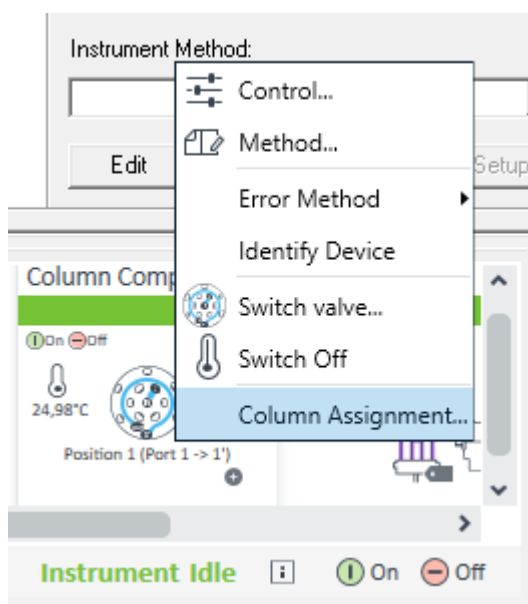 Instrument Method:
Control...
Method...
Edit
Setup
Error Method
Identify Device
Column Comp
Switch valve...
On Off
Switch Off
24,98°C
Column Assignment...
Position 1 (Port 1 -> 1')
Instrument Idle
i
On Off